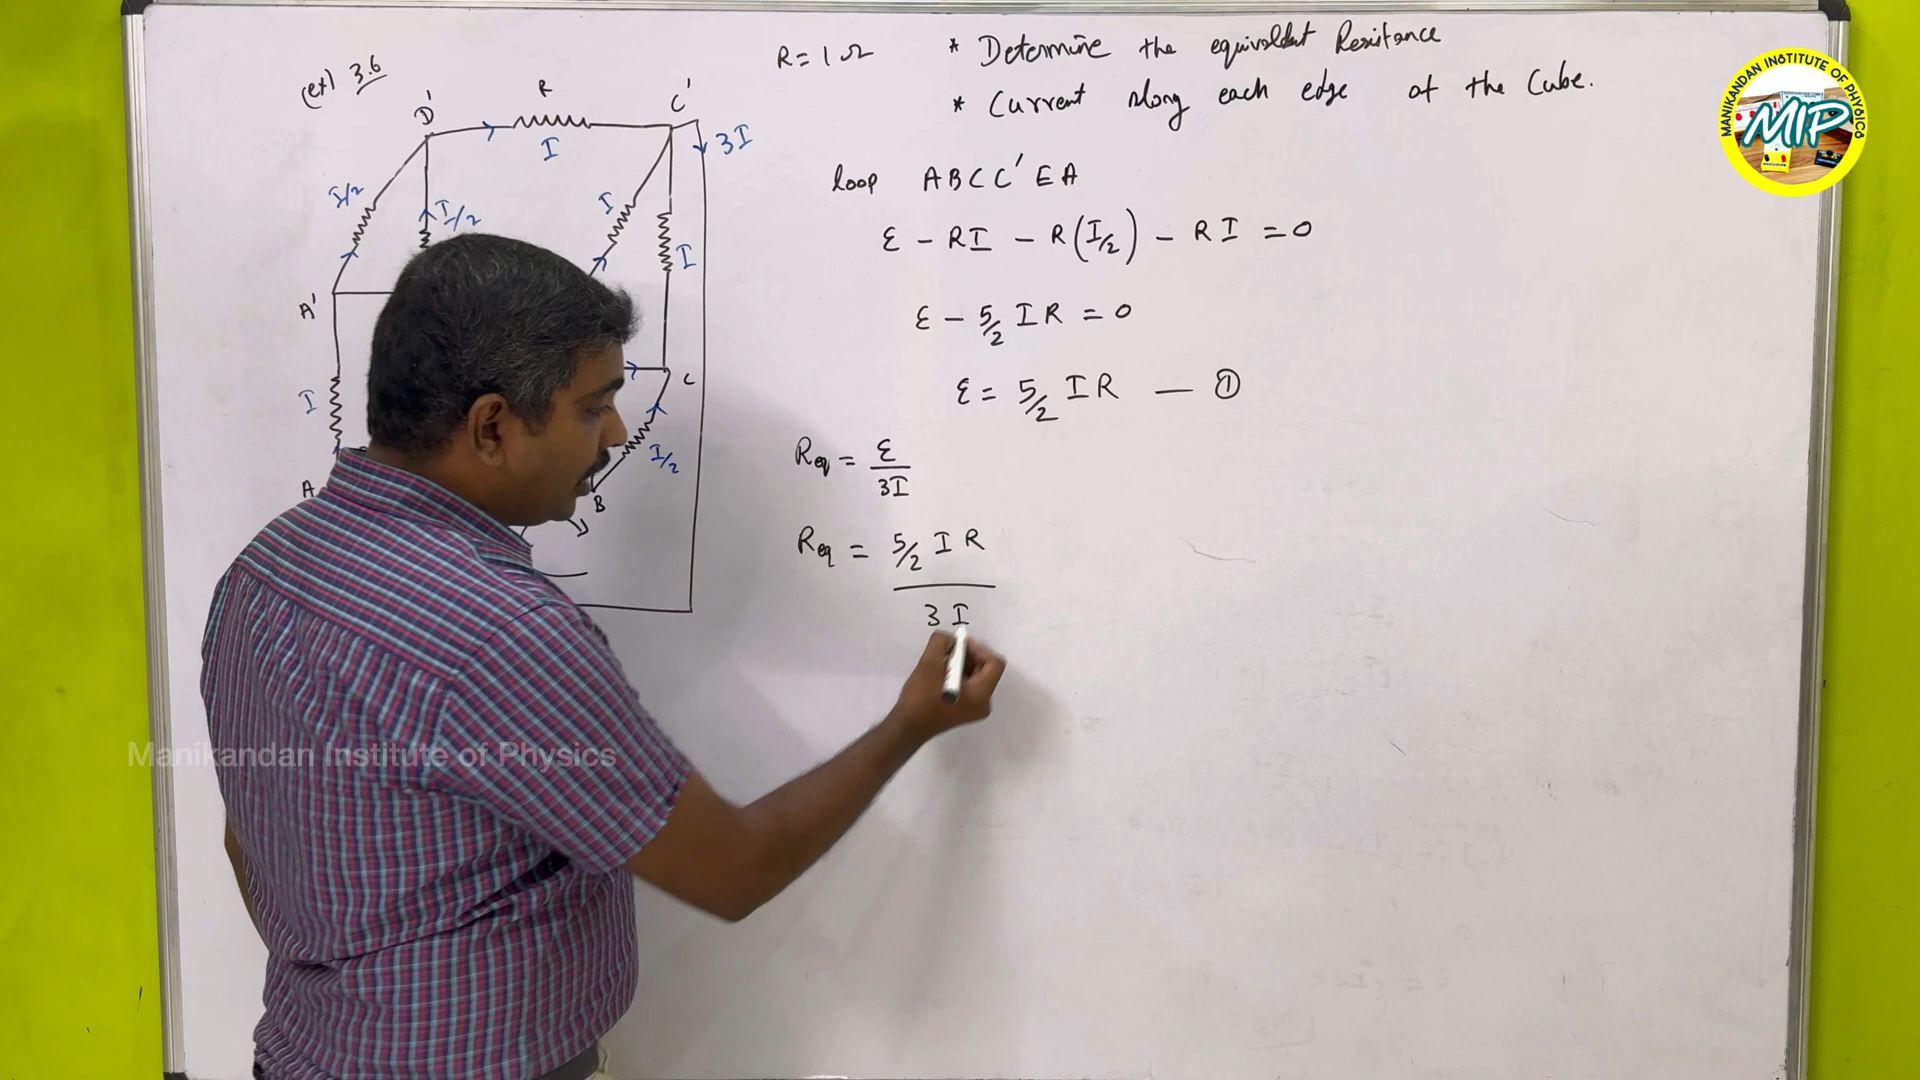 (ex) 3.6
R = 1 Ω
* Determine the equivaldent Resitance
* Current along each edge of the Cube.
D'
R
C'
I
3I
I/2
I/2
I
I
A'
I
C
I/2
A
B
loop ABCC'EA
ε - RI - R(I/2) - RI = 0
ε - 5/2 IR = 0
ε = 5/2 IR — ①
Req = ε/3I
Req = 5/2 IR
3I
MANIKANDAN INSTITUTE OF PHYSICS
MIP
Manikandan Institute of Physics